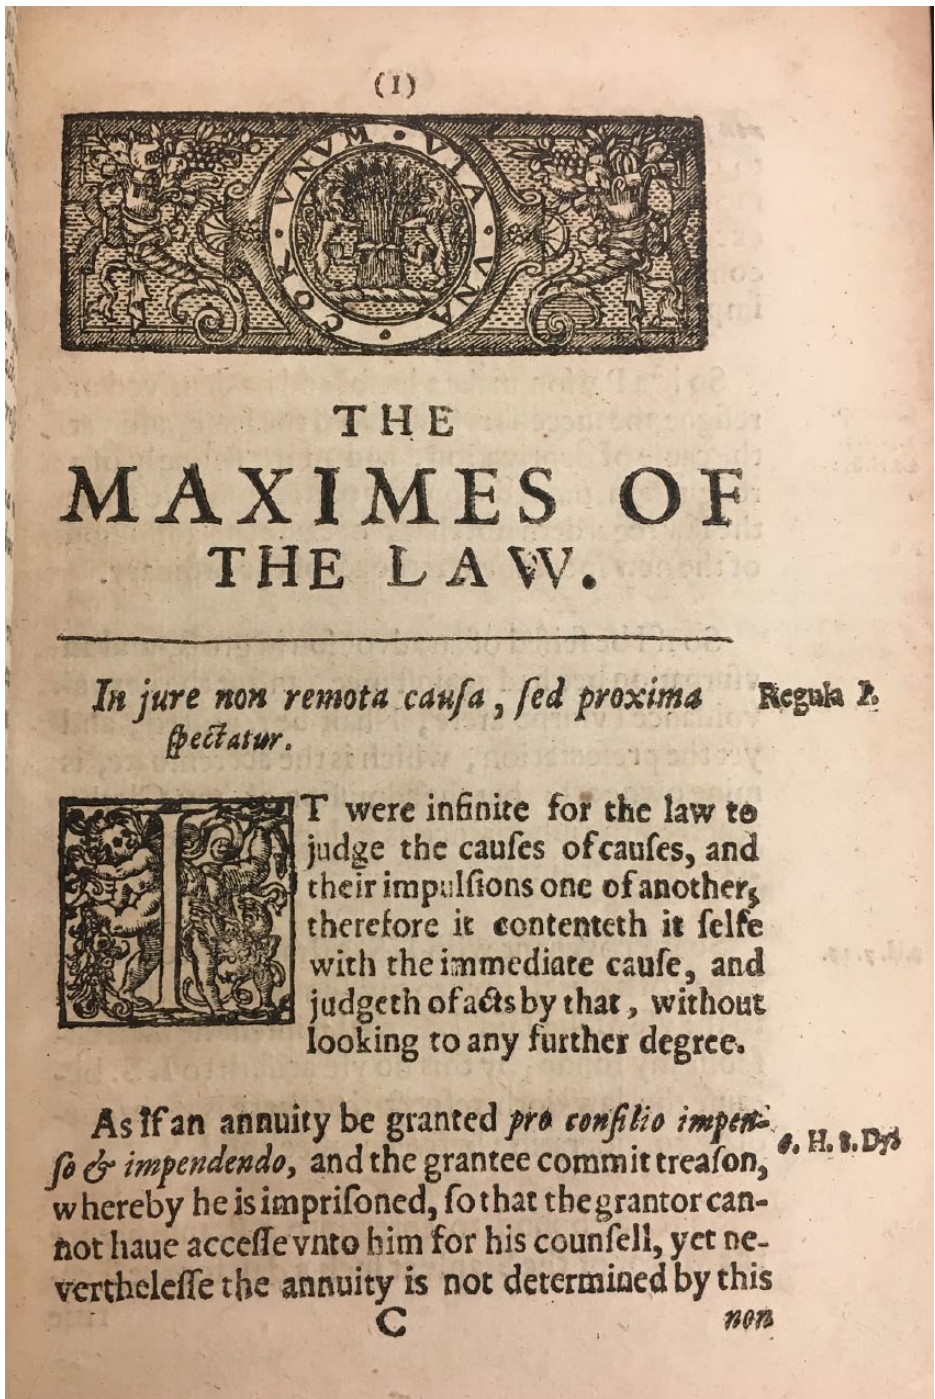 (1)
COR · VNVM · VIA · VNA ·
THE
MAXIMES OF
THE LAW.
In jure non remota cauſa, ſed proxima
ſpectatur.
Regula 1.
IT were infinite for the law to
judge the cauſes of cauſes, and
their impulſions one of another;
therefore it contenteth it ſelfe
with the immediate cauſe, and
judgeth of acts by that, without
looking to any further degree.
As if an annuity be granted pro conſilio impen-
ſo & impendendo, and the grantee commit treaſon,
whereby he is impriſoned, ſo that the grantor can-
not haue acceſſe vnto him for his counſell, yet ne-
vertheleſſe the annuity is not determined by this
H. 8. Dy
C
non